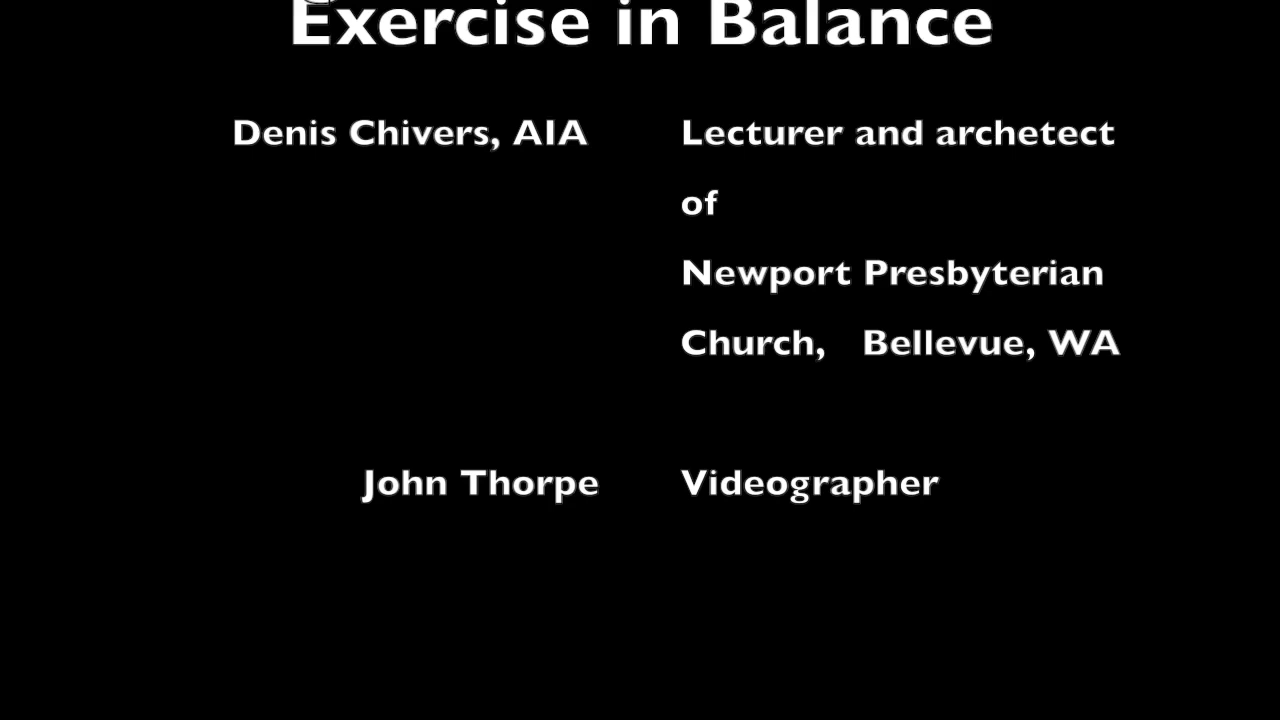 Exercise in Balance
Denis Chivers, AIA Lecturer and archetect
of
Newport Presbyterian
Church, Bellevue, WA
John Thorpe Videographer